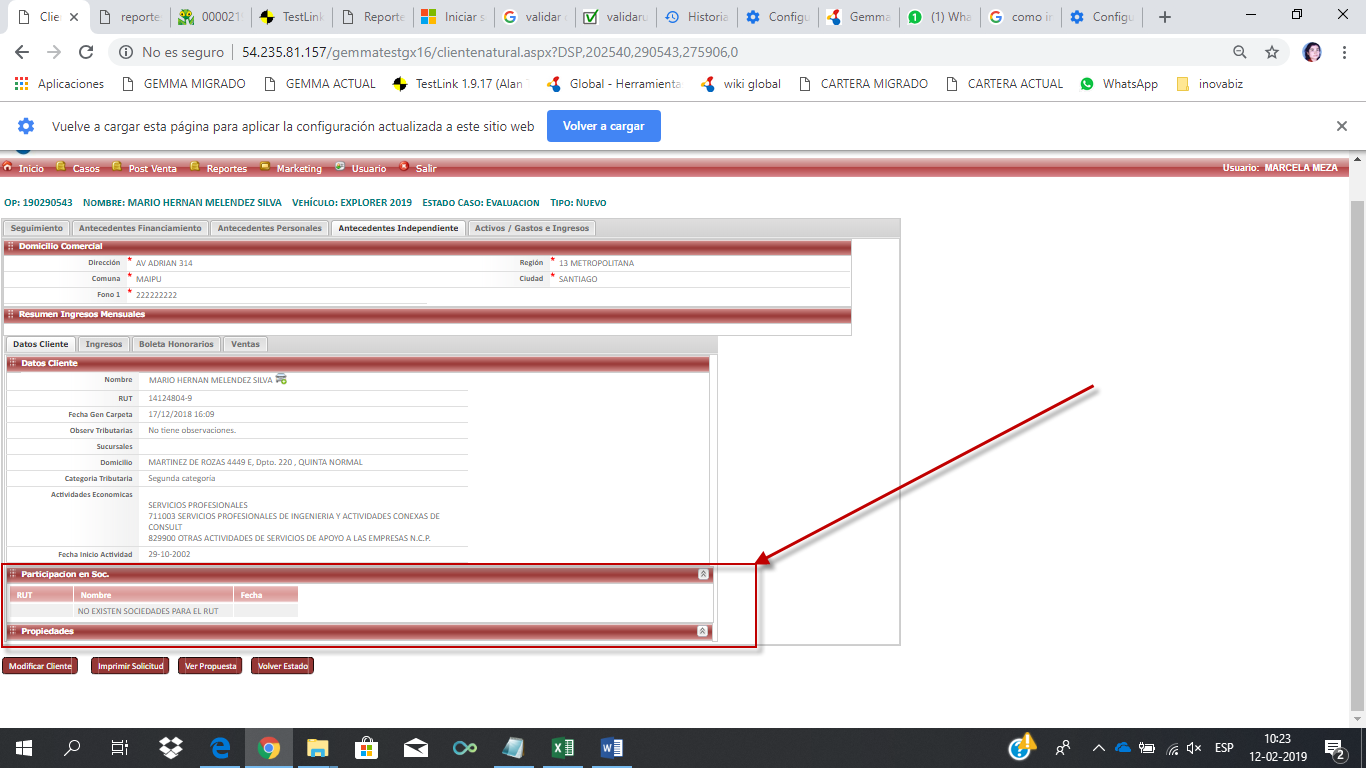 Clie
reporte
000021
TestLink
Reporte
Iniciar s
validar
validaru
Historia
Configu
Gemma
(1) Wha
como in
Configu
No es seguro | 54.235.81.157/gemmatestgx16/clientenatural.aspx?DSP,202540,290543,275906,0
Aplicaciones GEMMA MIGRADO GEMMA ACTUAL TestLink 1.9.17 (Alan Global - Herramienta wiki global CARTERA MIGRADO CARTERA ACTUAL WhatsApp inovabiz
Vuelve a cargar esta página para aplicar la configuración actualizada a este sitio web Volver a cargar
Inicio Casos Post Venta Reportes Marketing Usuario Salir Usuario: MARCELA MEZA
Op: 190290543 Nombre: MARIO HERNAN MELENDEZ SILVA Vehículo: EXPLORER 2019 Estado Caso: Evaluacion Tipo: Nuevo
Seguimiento Antecedentes Financiamiento Antecedentes Personales Antecedentes Independiente Activos / Gastos e Ingresos
Domicilio Comercial
Dirección * AV ADRIAN 314 Región * 13 METROPOLITANA
Comuna * MAIPU Ciudad * SANTIAGO
Fono 1 * 222222222
Resumen Ingresos Mensuales
Datos Cliente Ingresos Boleta Honorarios Ventas
Datos Cliente
Nombre MARIO HERNAN MELENDEZ SILVA
RUT 14124804-9
Fecha Gen Carpeta 17/12/2018 16:09
Observ Tributarias No tiene observaciones.
Sucursales
Domicilio MARTINEZ DE ROZAS 4449 E, Dpto. 220 , QUINTA NORMAL
Categoria Tributaria Segunda categoría
Actividades Economicas
SERVICIOS PROFESIONALES
711003 SERVICIOS PROFESIONALES DE INGENIERIA Y ACTIVIDADES CONEXAS DE
CONSULT
829900 OTRAS ACTIVIDADES DE SERVICIOS DE APOYO A LAS EMPRESAS N.C.P.
Fecha Inicio Actividad 29-10-2002
Participacion en Soc.
RUT Nombre Fecha
NO EXISTEN SOCIEDADES PARA EL RUT
Propiedades
Modificar Cliente Imprimir Solicitud Ver Propuesta Volver Estado
ESP 10:23
12-02-2019 2